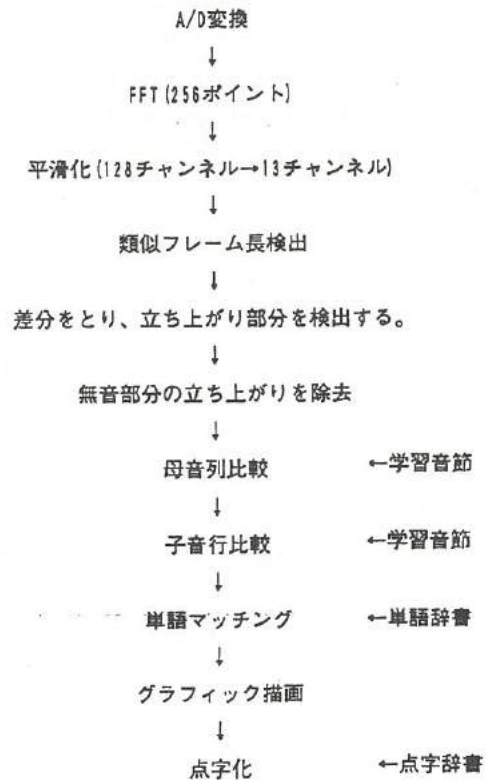 A/D変換
↓
FFT(256ポイント)
↓
平滑化(128チャンネル→13チャンネル)
↓
類似フレーム長検出
↓
差分をとり、立ち上がり部分を検出する。
↓
無音部分の立ち上がりを除去
↓
母音列比較 ←学習音節
↓
子音行比較 ←学習音節
↓
単語マッチング ←単語辞書
↓
グラフィック描画
↓
点字化 ←点字辞書